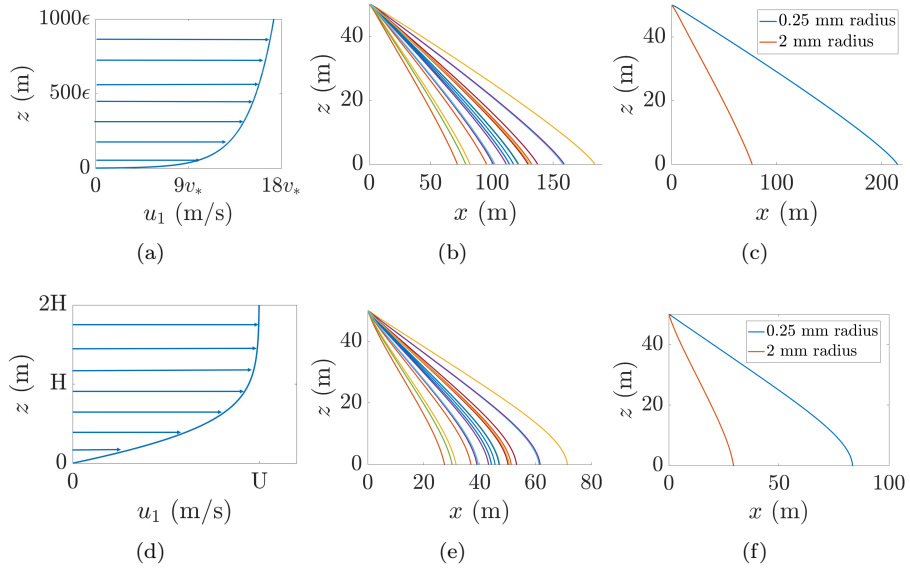 1000ϵ
500ϵ
0
z (m)
0
9v*
18v*
u₁ (m/s)
(a)
40
20
0
z (m)
0
50
100
150
x (m)
(b)
0.25 mm radius
2 mm radius
40
20
0
z (m)
0
100
200
x (m)
(c)
2H
H
0
z (m)
0
U
u₁ (m/s)
(d)
60
40
20
0
z (m)
0
20
40
60
80
x (m)
(e)
0.25 mm radius
2 mm radius
60
40
20
0
z (m)
0
50
100
x (m)
(f)